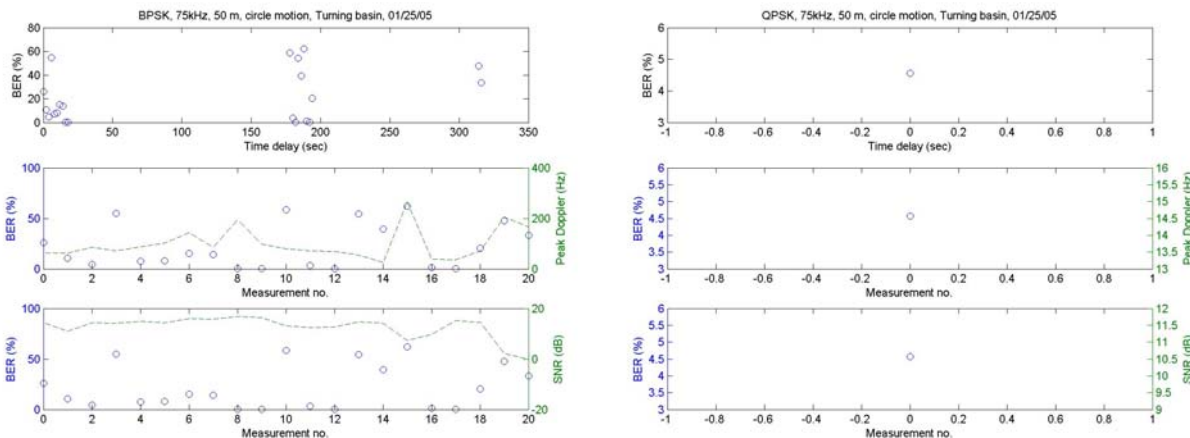 BPSK, 75kHz, 50 m, circle motion, Turning basin, 01/25/05
BER (%)
80
60
40
20
0
0 50 100 150 200 250 300 350
Time delay (sec)
BER (%)
100
50
0
400
200
0
Peak Doppler (Hz)
0 2 4 6 8 10 12 14 16 18 20
Measurement no.
BER (%)
100
50
0
20
0
-20
SNR (dB)
0 2 4 6 8 10 12 14 16 18 20
Measurement no.
QPSK, 75kHz, 50 m, circle motion, Turning basin, 01/25/05
BER (%)
6
5
4
3
-1 -0.8 -0.6 -0.4 -0.2 0 0.2 0.4 0.6 0.8 1
Time delay (sec)
BER (%)
6
5.5
5
4.5
4
3.5
3
16
15.5
15
14.5
14
13.5
13
Peak Doppler (Hz)
-1 -0.8 -0.6 -0.4 -0.2 0 0.2 0.4 0.6 0.8 1
Measurement no.
BER (%)
6
5.5
5
4.5
4
3.5
3
12
11.5
11
10.5
10
9.5
9
SNR (dB)
-1 -0.8 -0.6 -0.4 -0.2 0 0.2 0.4 0.6 0.8 1
Measurement no.